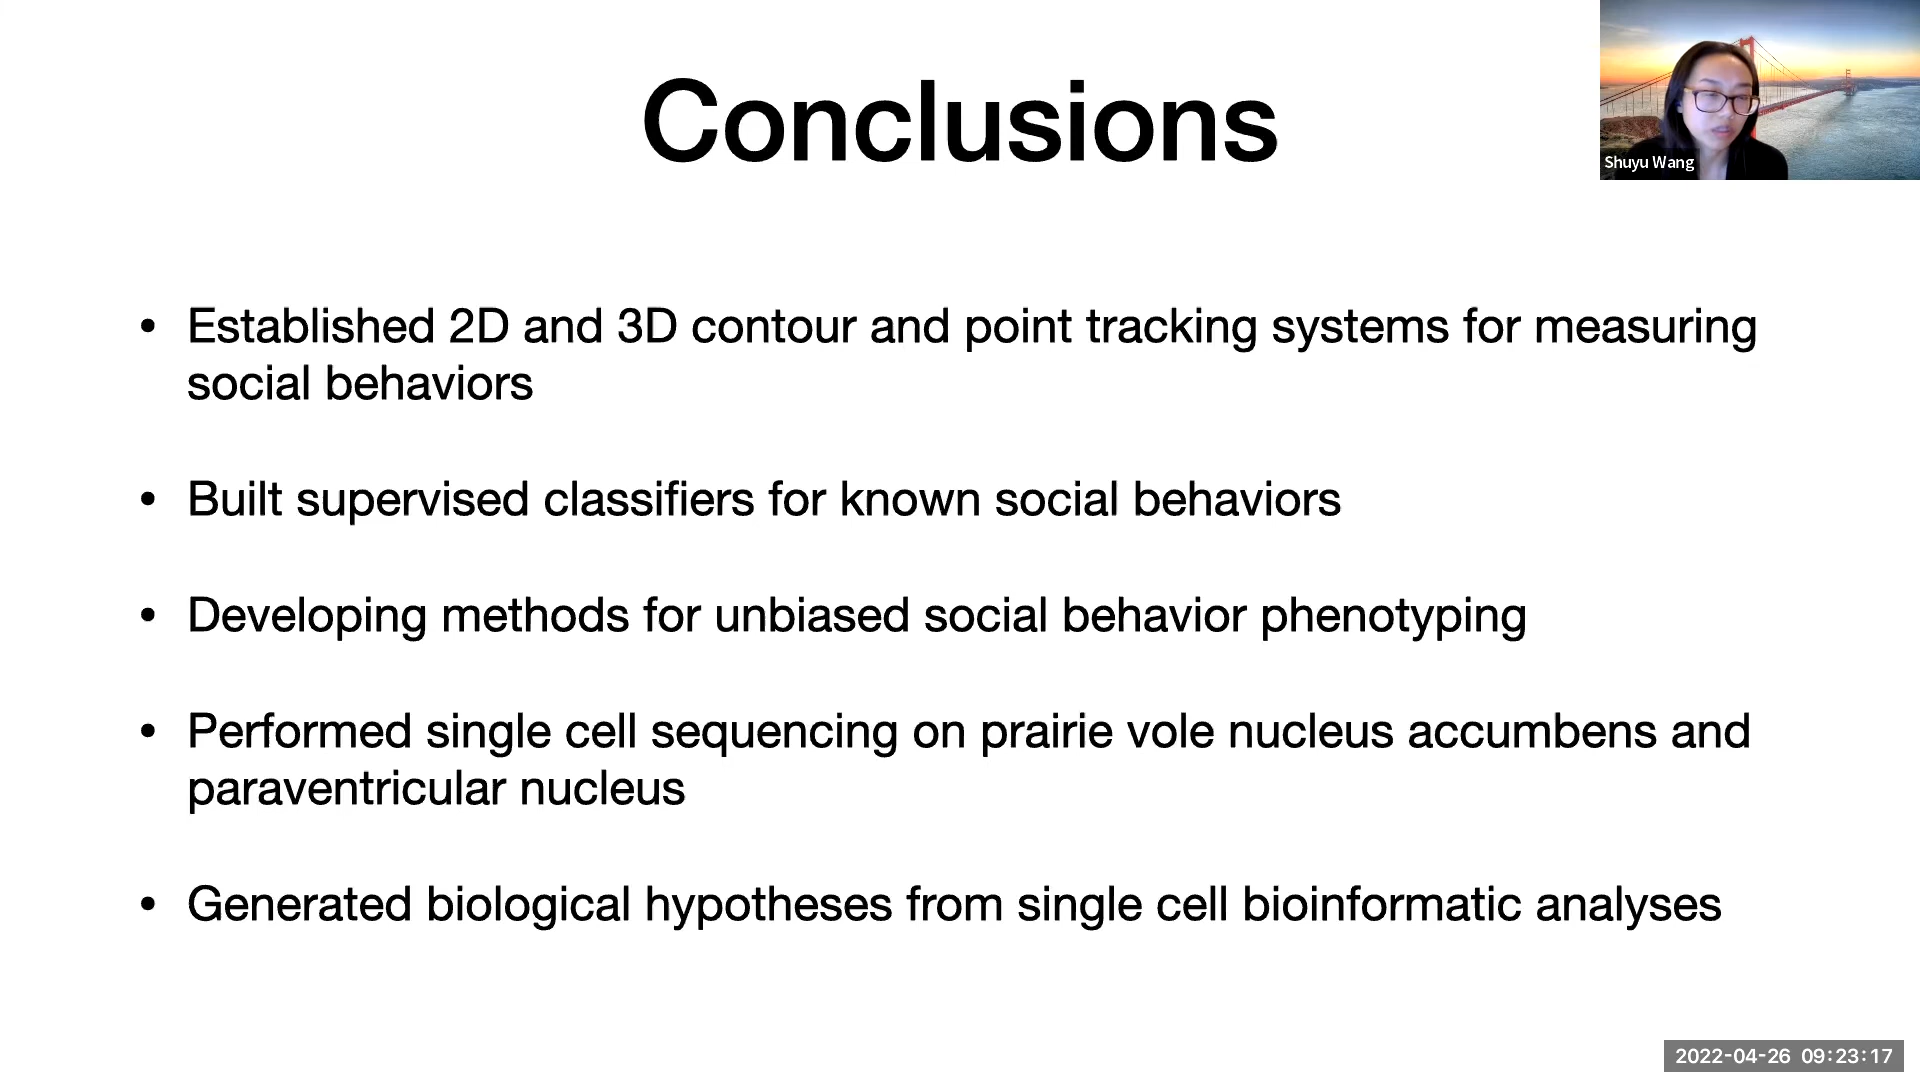 Conclusions
Shuyu Wang
• Established 2D and 3D contour and point tracking systems for measuring
social behaviors
• Built supervised classifiers for known social behaviors
• Developing methods for unbiased social behavior phenotyping
• Performed single cell sequencing on prairie vole nucleus accumbens and
paraventricular nucleus
• Generated biological hypotheses from single cell bioinformatic analyses
2022-04-26 09:23:17